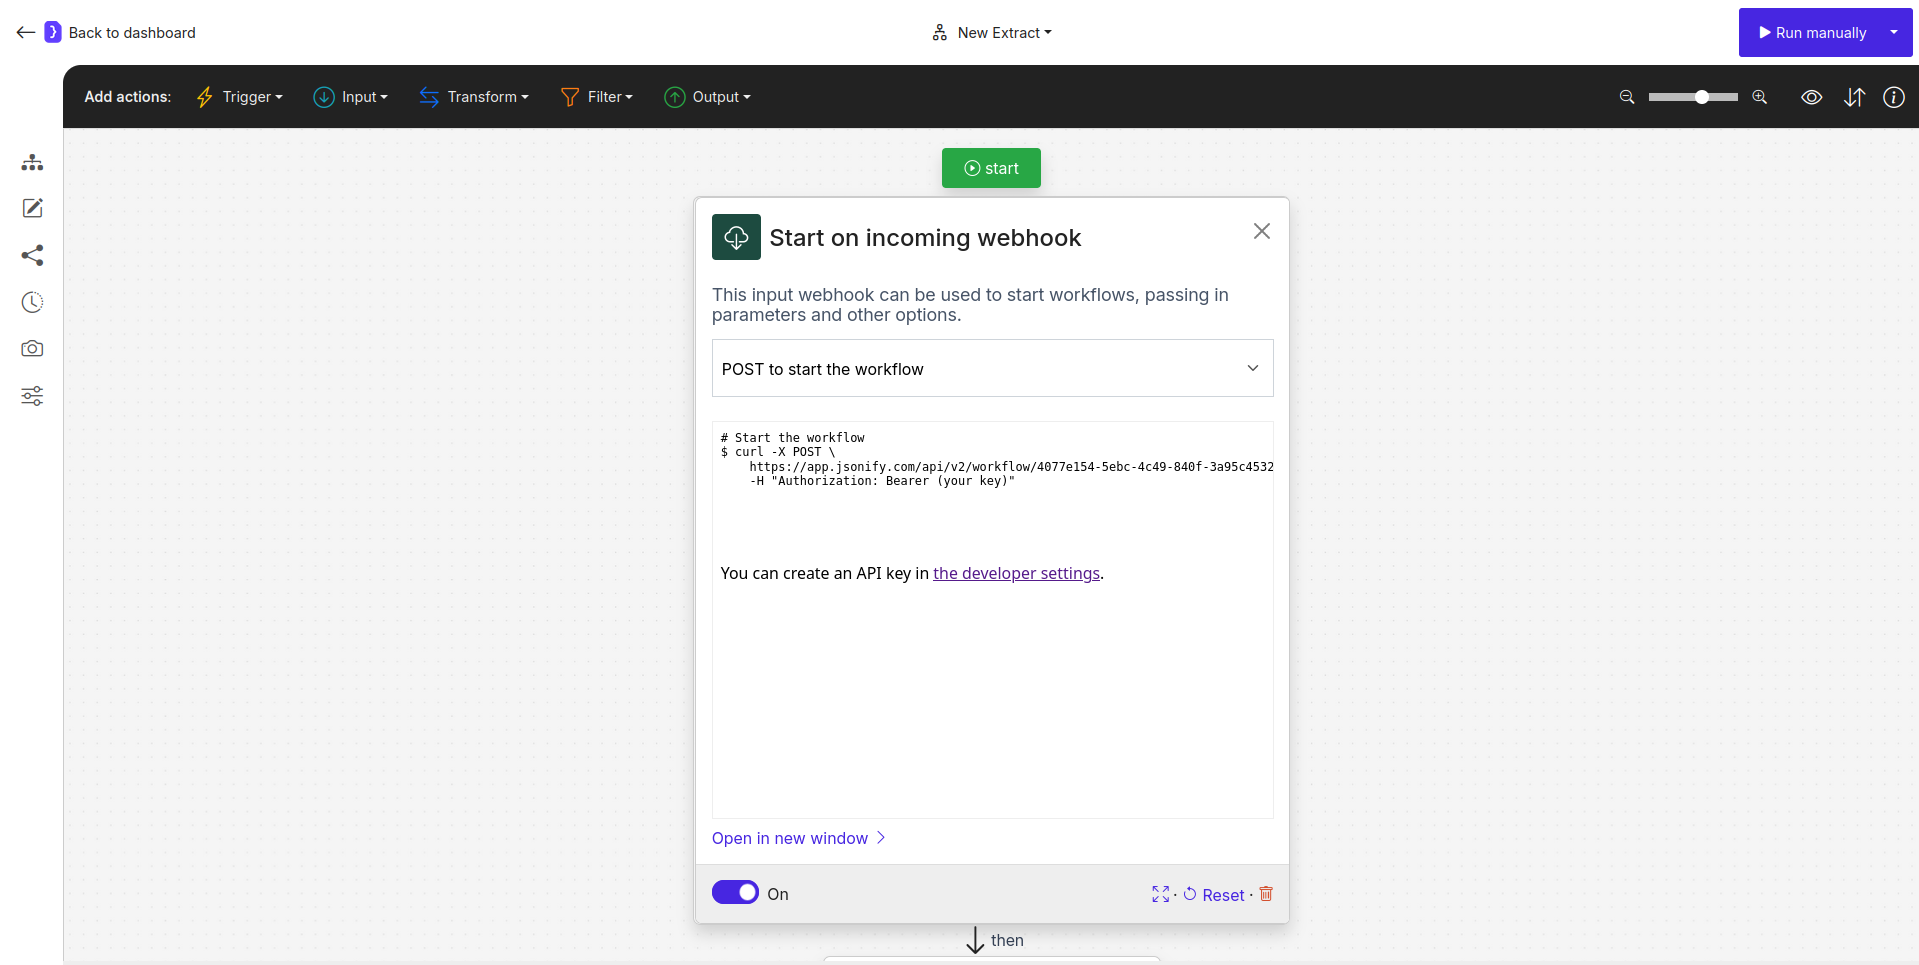 Back to dashboard
New Extract
Run manually
Add actions:
Trigger
Input
Transform
Filter
Output
start
Start on incoming webhook
This input webhook can be used to start workflows, passing in
parameters and other options.
POST to start the workflow
# Start the workflow
$ curl -X POST \
https://app.jsonify.com/api/v2/workflow/4077e154-5ebc-4c49-840f-3a95c4532
-H "Authorization: Bearer (your key)"
You can create an API key in the developer settings.
Open in new window
On
· Reset ·
then